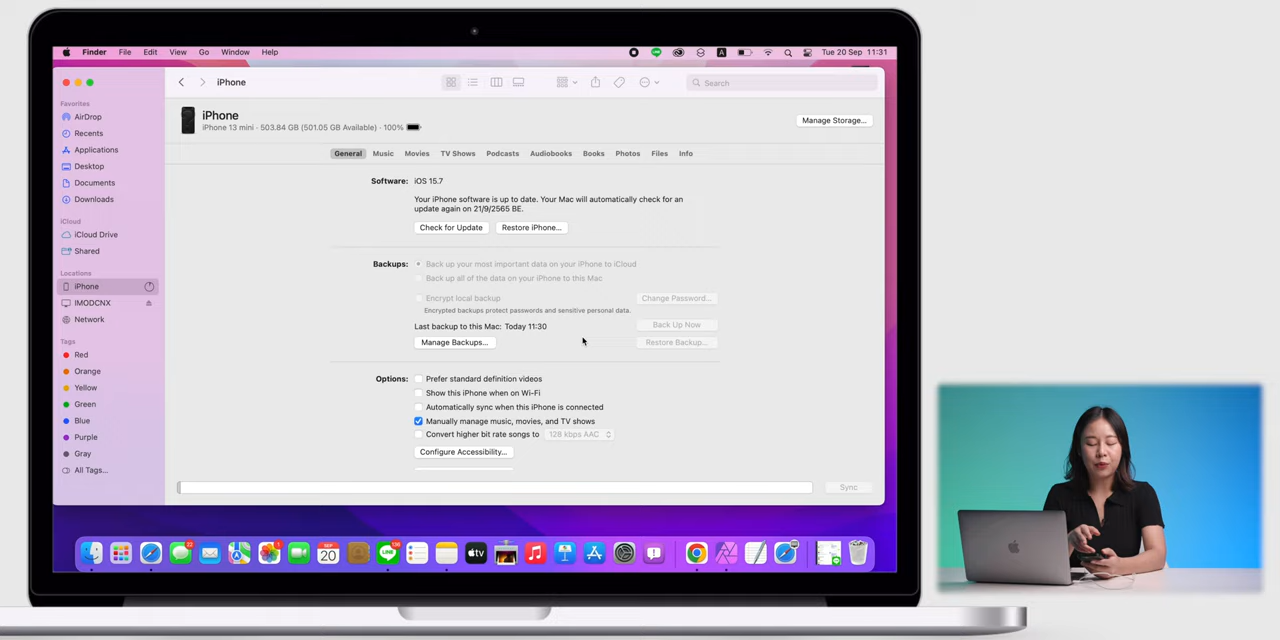 Finder File Edit View Go Window Help
A Tue 20 Sep 11:31
iPhone
Search
Favorites
AirDrop
Recents
Applications
Desktop
Documents
Downloads
iCloud
iCloud Drive
Shared
Locations
iPhone
IMODCNX
Network
Tags
Red
Orange
Yellow
Green
Blue
Purple
Gray
All Tags...
iPhone
iPhone 13 mini - 503.84 GB (501.05 GB Available) - 100%
Manage Storage...
General Music Movies TV Shows Podcasts Audiobooks Books Photos Files Info
Software: iOS 15.7
Your iPhone software is up to date. Your Mac will automatically check for an
update again on 21/9/2565 BE.
Check for Update Restore iPhone...
Backups: Back up your most important data on your iPhone to iCloud
Back up all of the data on your iPhone to this Mac
Encrypt local backup Change Password...
Encrypted backups protect passwords and sensitive personal data.
Last backup to this Mac: Today 11:30 Back Up Now
Manage Backups... Restore Backup...
Options: Prefer standard definition videos
Show this iPhone when on Wi-Fi
Automatically sync when this iPhone is connected
Manually manage music, movies, and TV shows
Convert higher bit rate songs to 128 kbps AAC
Configure Accessibility...
Sync
SEP
20
tv